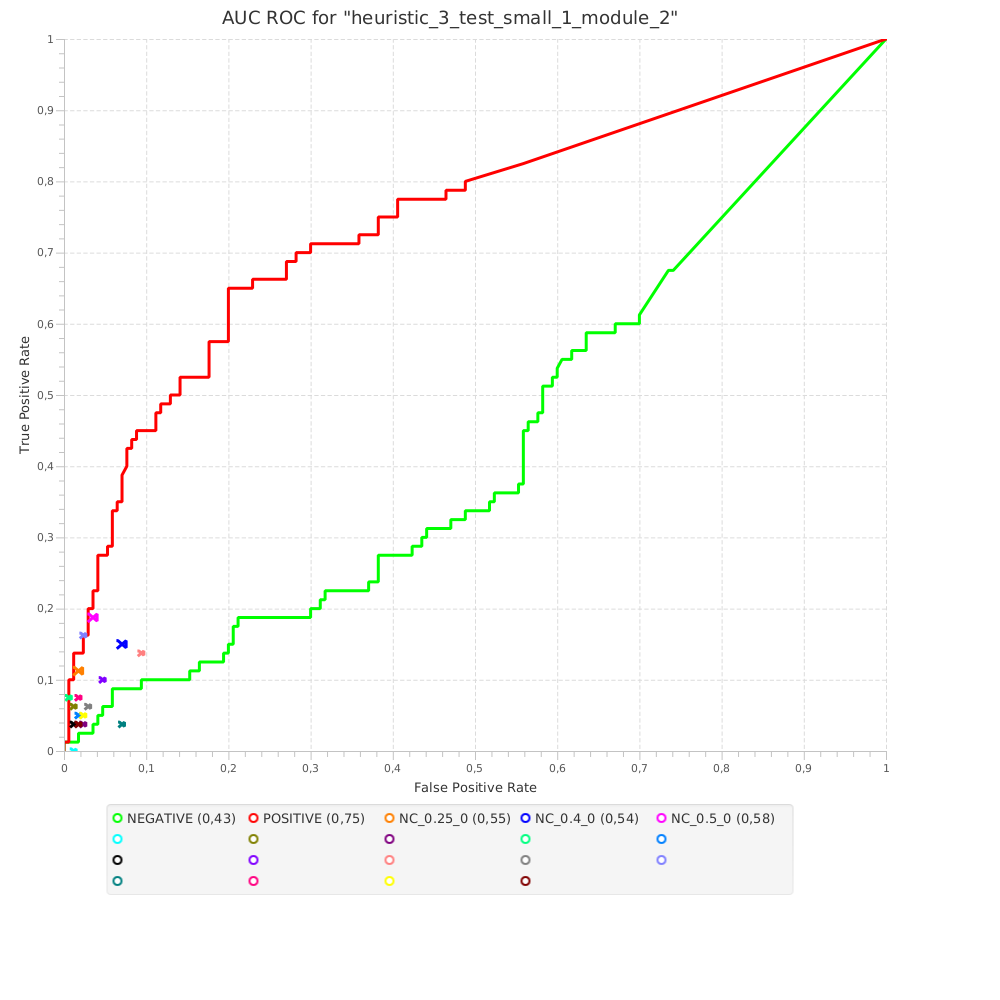 AUC ROC for "heuristic_3_test_small_1_module_2"
1
0,9
0,8
0,7
0,6
0,5
0,4
0,3
0,2
0,1
0
True Positive Rate
0 0,1 0,2 0,3 0,4 0,5 0,6 0,7 0,8 0,9 1
False Positive Rate
NEGATIVE (0,43) POSITIVE (0,75) NC_0.25_0 (0,55) NC_0.4_0 (0,54) NC_0.5_0 (0,58)